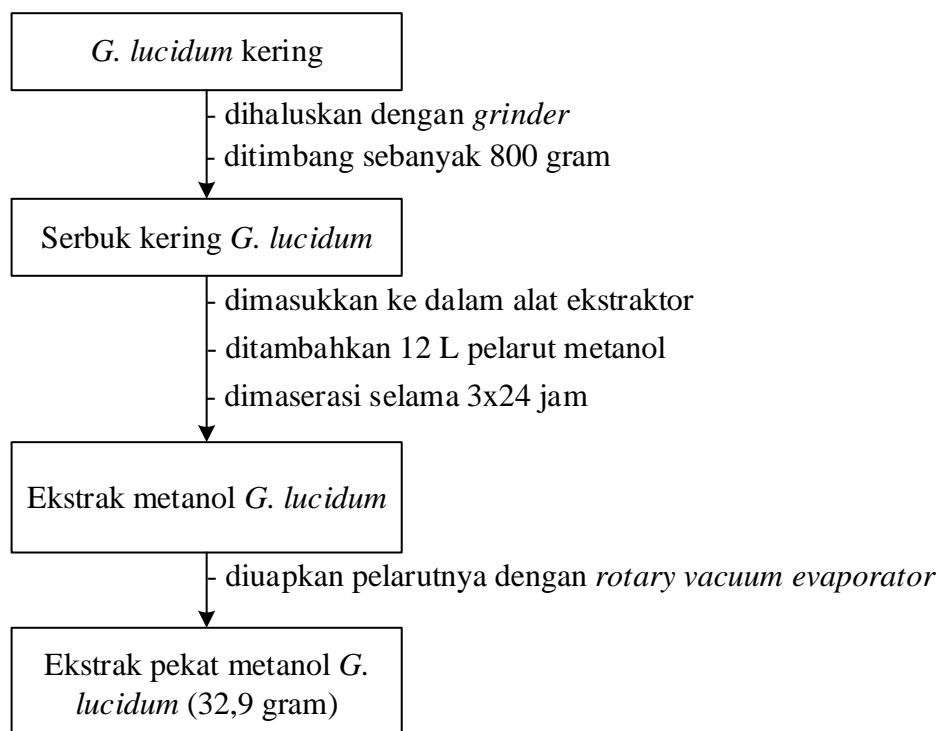 G. lucidum kering
- dihaluskan dengan grinder
- ditimbang sebanyak 800 gram
Serbuk kering G. lucidum
- dimasukkan ke dalam alat ekstraktor
- ditambahkan 12 L pelarut metanol
- dimaserasi selama 3x24 jam
Ekstrak metanol G. lucidum
- diuapkan pelarutnya dengan rotary vacuum evaporator
Ekstrak pekat metanol G.
lucidum (32,9 gram)